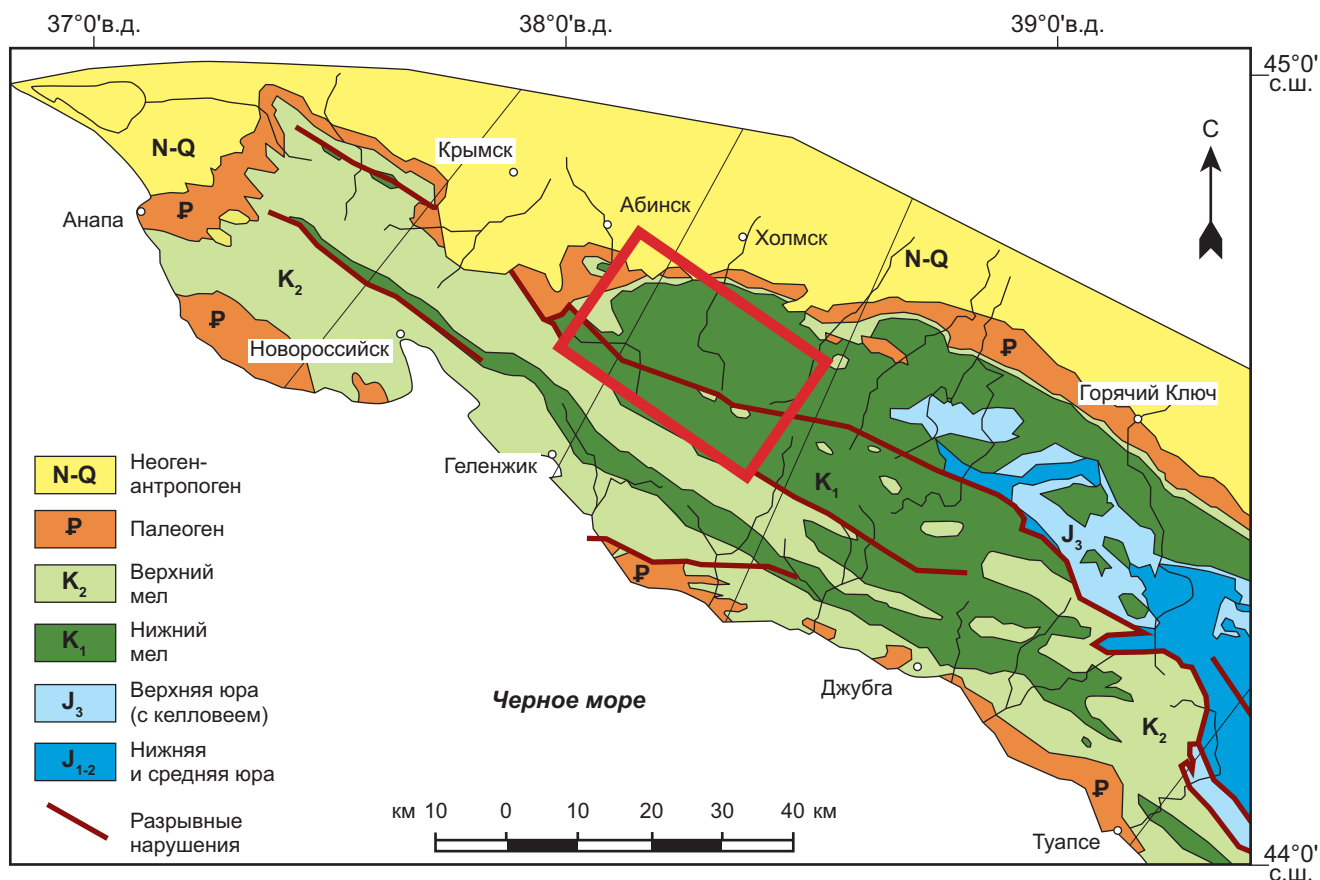 37°0'в.д.
38°0'в.д.
39°0'в.д.
45°0'
с.ш.
С
N-Q
Крымск
Анапа
₽
Абинск
Холмск
N-Q
K₂
₽
Новороссийск
₽
Горячий Ключ
Геленжик
K₁
J₃
₽
Джубга
Черное море
K₂
₽
Туапсе
N-Q
Неоген-
антропоген
₽
Палеоген
K₂
Верхний
мел
K₁
Нижний
мел
J₃
Верхняя юра
(с келловеем)
J₁₋₂
Нижняя
и средняя юра
Разрывные
нарушения
км 10 0 10 20 30 40 км
44°0'
с.ш.